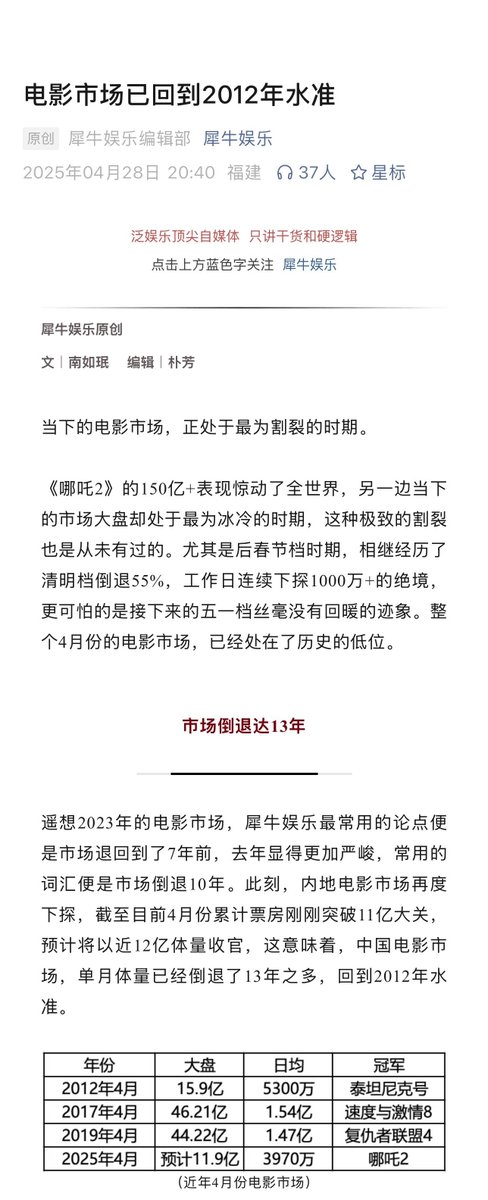 电影市场已回到2012年水准
原创 犀牛娱乐编辑部 犀牛娱乐
2025年04月28日 20:40 福建 37人 星标
泛娱乐顶尖自媒体 只讲干货和硬逻辑
点击上方蓝色字关注 犀牛娱乐
犀牛娱乐原创
文｜南如珉 编辑｜朴芳
当下的电影市场，正处于最为割裂的时期。
《哪吒2》的150亿+表现惊动了全世界，另一边当下
的市场大盘却处于最为冰冷的时期，这种极致的割裂
也是从未有过的。尤其是后春节档时期，相继经历了
清明档倒退55%，工作日连续下探1000万+的绝境，
更可怕的是接下来的五一档丝毫没有回暖的迹象。整
个4月份的电影市场，已经处在了历史的低位。
市场倒退达13年
遥想2023年的电影市场，犀牛娱乐最常用的论点便
是市场退回到了7年前，去年显得更加严峻，常用的
词汇便是市场倒退10年。此刻，内地电影市场再度
下探，截至目前4月份累计票房刚刚突破11亿大关，
预计将以近12亿体量收官，这意味着，中国电影市
场，单月体量已经倒退了13年之多，回到2012年水
准。
年份 大盘 日均 冠军
2012年4月 15.9亿 5300万 泰坦尼克号
2017年4月 46.21亿 1.54亿 速度与激情8
2019年4月 44.22亿 1.47亿 复仇者联盟4
2025年4月 预计11.9亿 3970万 哪吒2
（近年4月份电影市场）